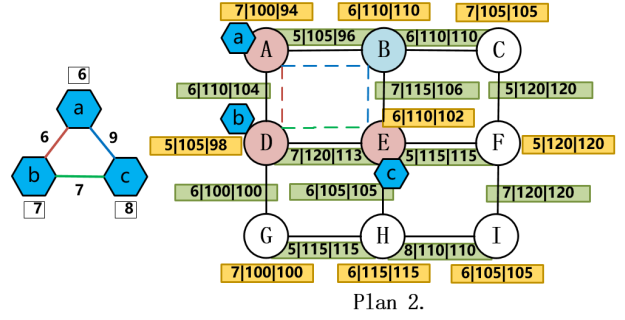 7|100|94
6|110|110
7|105|105
a
A
5|105|96
B
6|110|110
C
6
a
6
9
b
7
c
7
8
6|110|104
7|115|106
5|120|120
b
6|110|102
5|105|98
D
7|120|113
E
5|115|115
F
5|120|120
c
6|100|100
6|105|105
7|120|120
G
5|115|115
H
8|110|110
I
7|100|100
6|115|115
6|105|105
Plan 2.